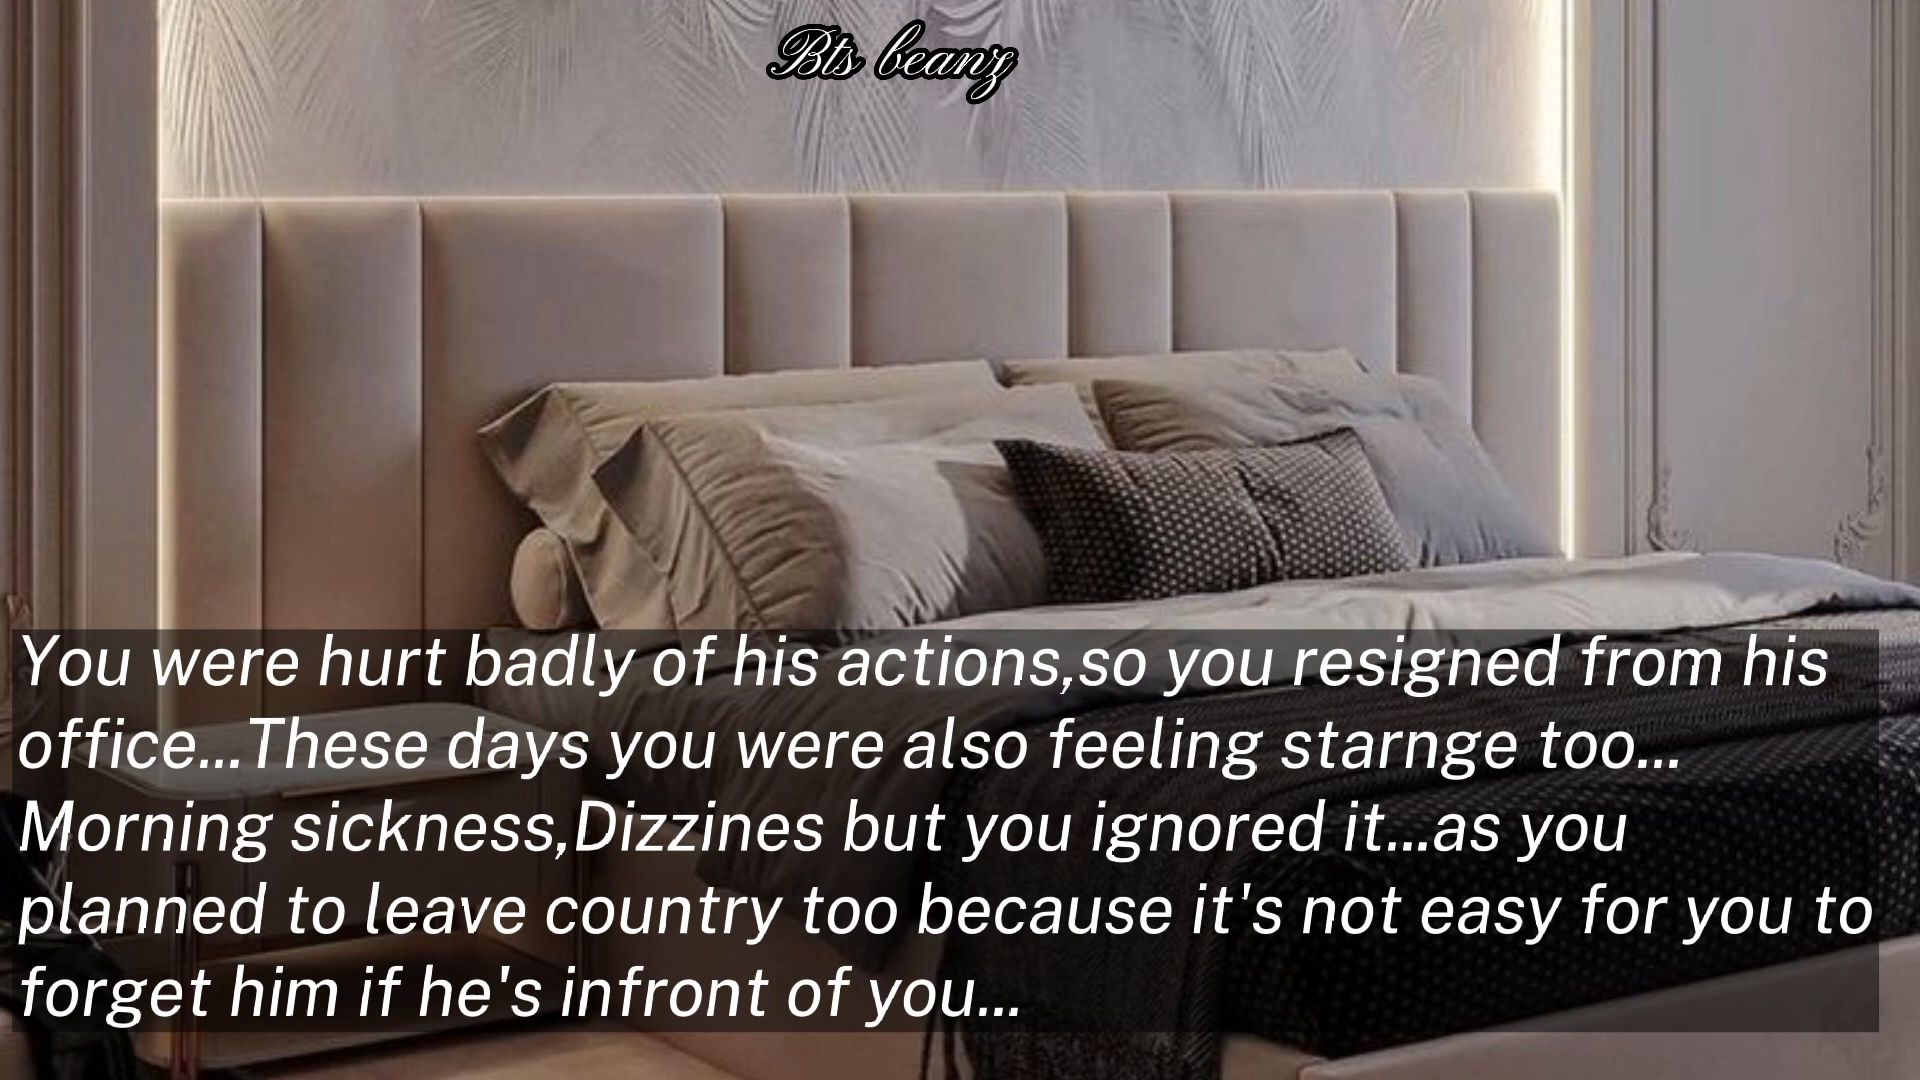 Bts beanz
You were hurt badly of his actions,so you resigned from his
office...These days you were also feeling starnge too...
Morning sickness,Dizzines but you ignored it...as you
planned to leave country too because it's not easy for you to
forget him if he's infront of you...